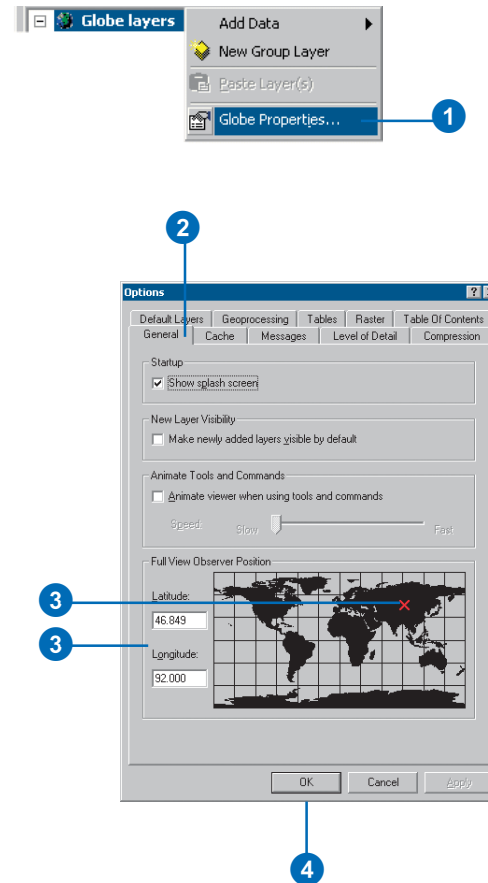 Globe layers
Add Data
New Group Layer
Paste Layer(s)
Globe Properties...
1
2
Options
Default Layers Geoprocessing Tables Raster Table Of Contents
General Cache Messages Level of Detail Compression
Startup
Show splash screen
New Layer Visibility
Make newly added layers visible by default
Animate Tools and Commands
Animate viewer when using tools and commands
Speed: Slow Fast
Full View Observer Position
3
Latitude:
46.849
3
Longitude:
92.000
OK Cancel Apply
4